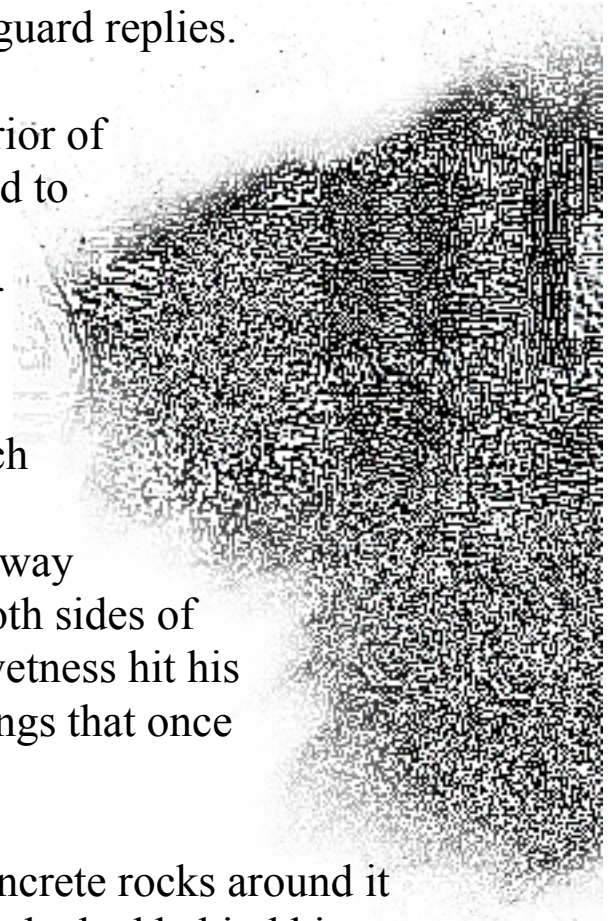 guard replies.
rior of
d to
ch
way
oth sides of
vetness hit his
ngs that once
ncrete rocks around it